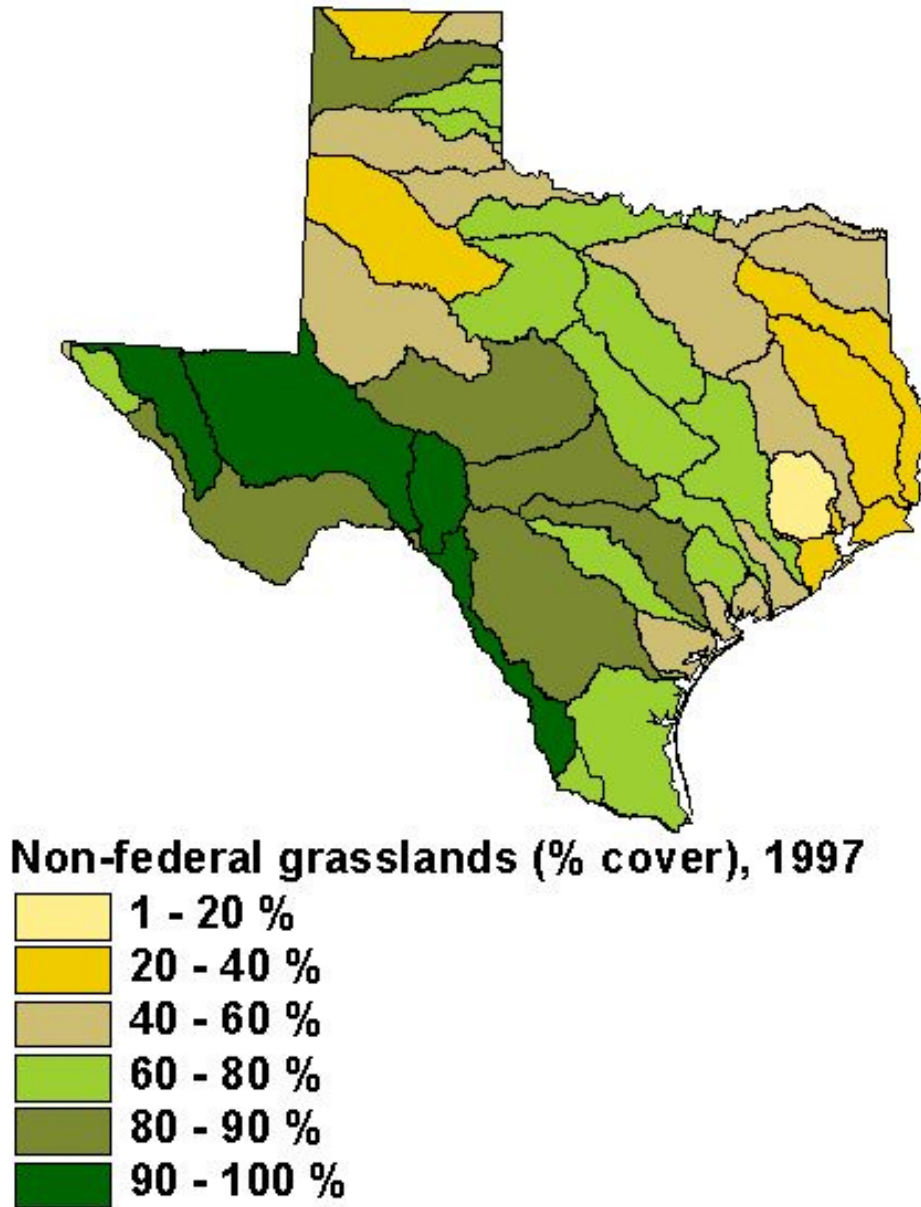 Non-federal grasslands (% cover), 1997
1 - 20 %
20 - 40 %
40 - 60 %
60 - 80 %
80 - 90 %
90 - 100 %